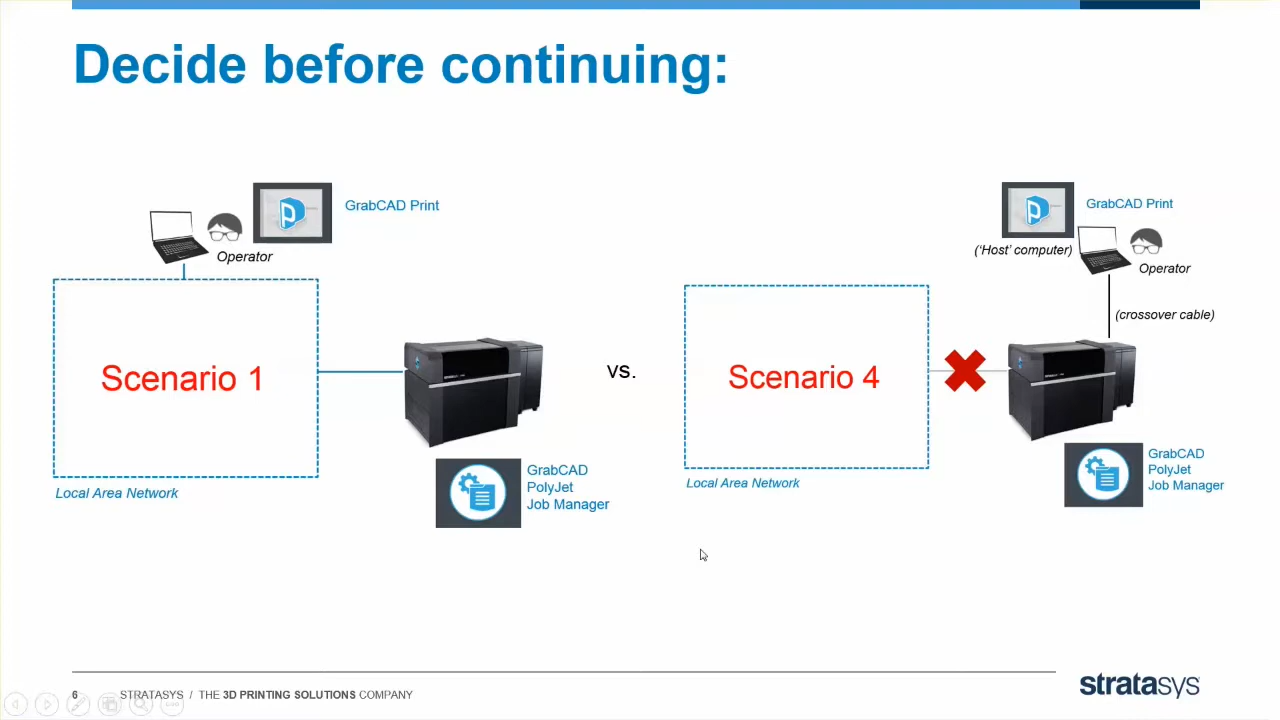 Decide before continuing:
GrabCAD Print
Operator
Scenario 1
Local Area Network
GrabCAD
PolyJet
Job Manager
vs.
GrabCAD Print
('Host' computer)
Operator
(crossover cable)
Scenario 4
Local Area Network
GrabCAD
PolyJet
Job Manager
6 STRATASYS / THE 3D PRINTING SOLUTIONS COMPANY
stratasys